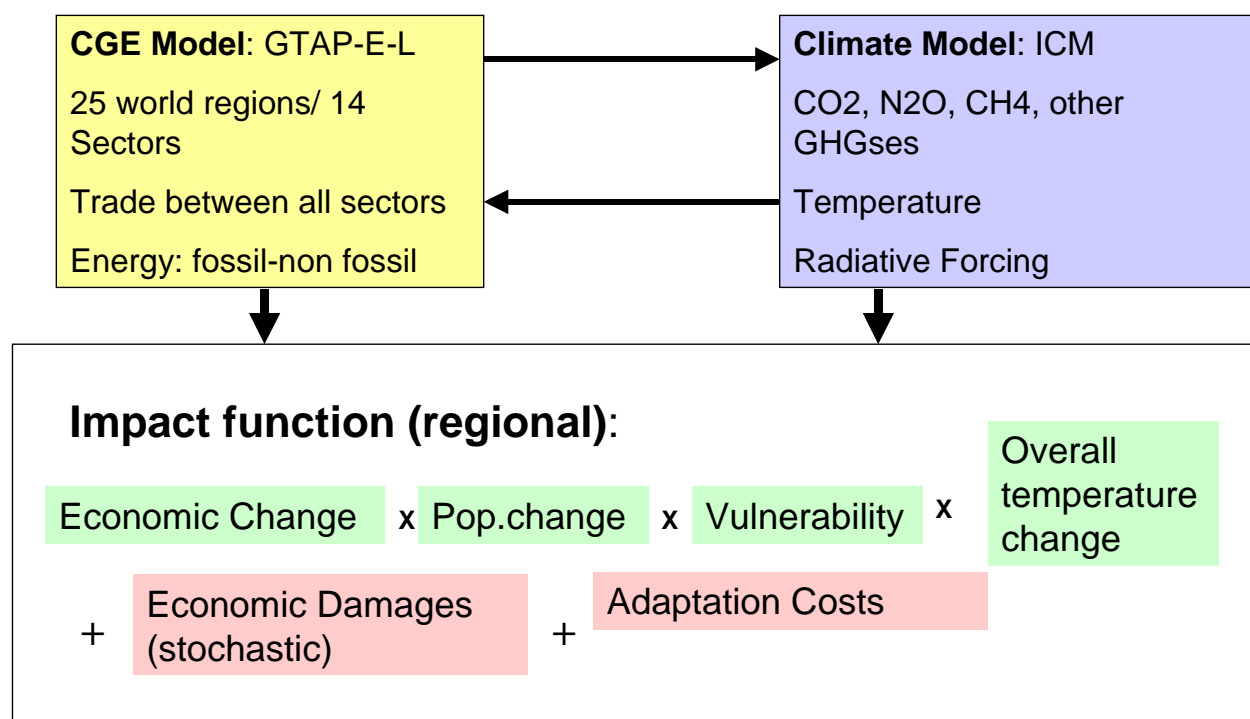 CGE Model: GTAP-E-L
25 world regions/ 14
Sectors
Trade between all sectors
Energy: fossil-non fossil
Climate Model: ICM
CO2, N2O, CH4, other
GHGses
Temperature
Radiative Forcing
Impact function (regional):
Economic Change x Pop.change x Vulnerability x
Overall
temperature
change
+ Economic Damages
(stochastic)
+ Adaptation Costs